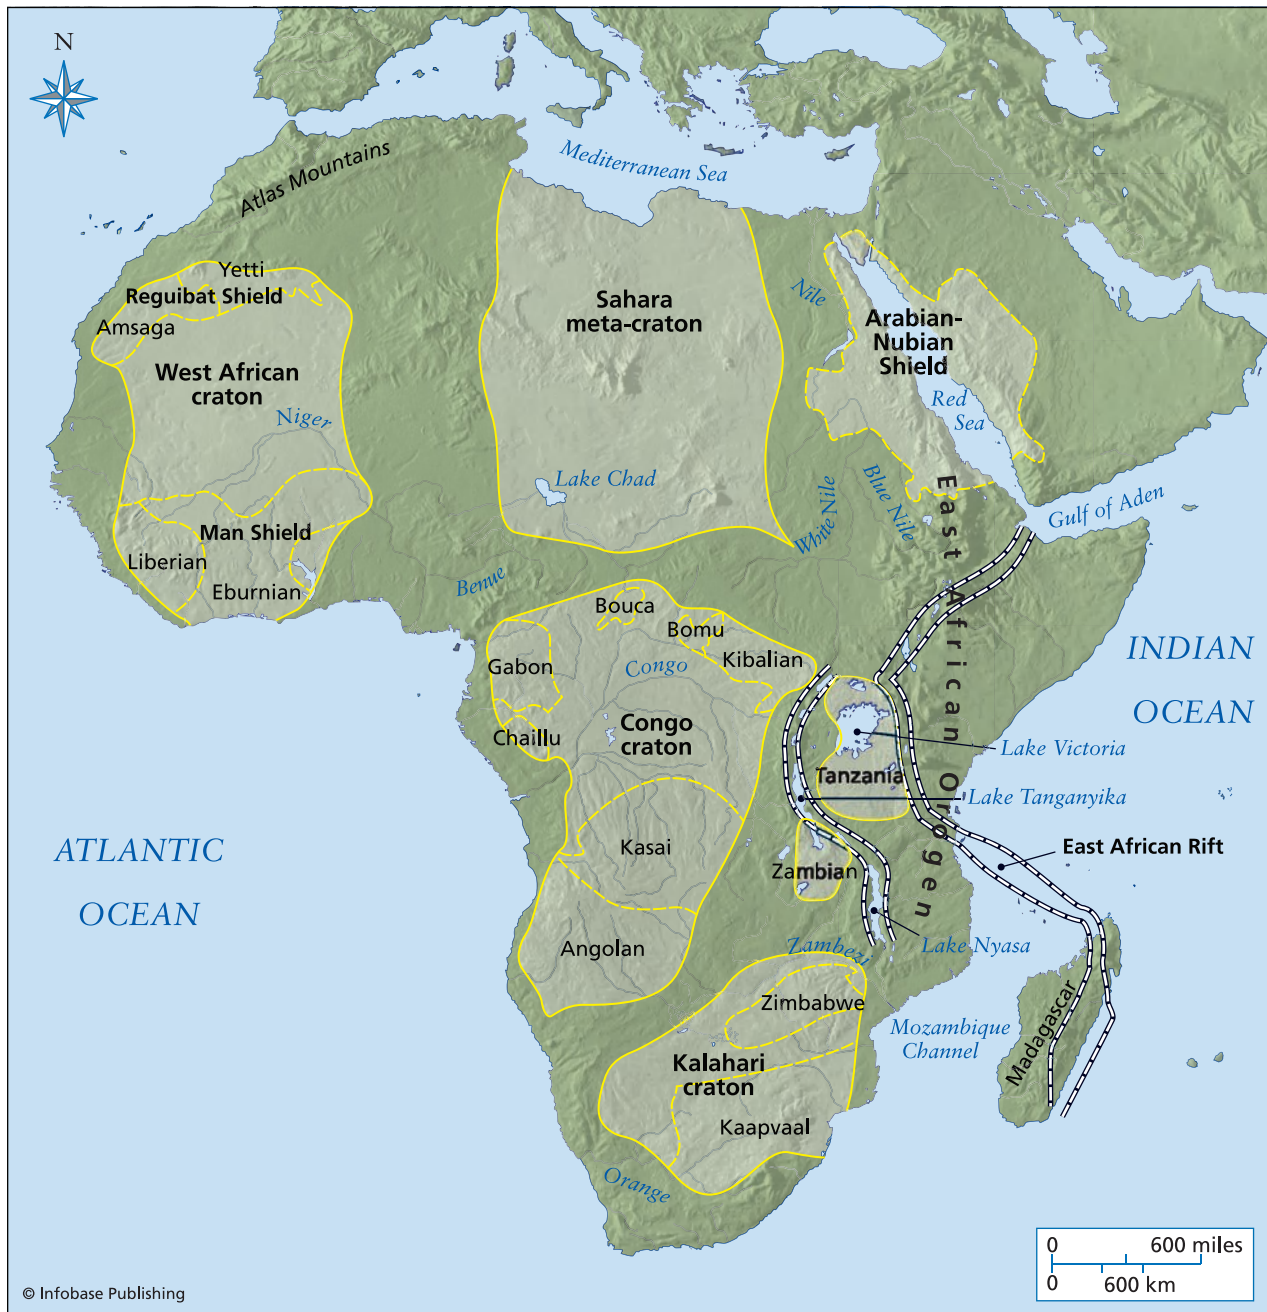 N
Mediterranean Sea
Atlas Mountains
Yetti
Reguibat Shield
Amsaga
West African
craton
Niger
Man Shield
Liberian
Eburnian
Sahara
meta-craton
Lake Chad
Nile
Arabian-
Nubian
Shield
Red
Sea
White Nile
Blue Nile
Gulf of Aden
East African Orogen
Benue
Bouca
Bomu
Kibalian
Gabon
Congo
Chaillu
Congo
craton
Kasai
Angolan
Tanzania
Zambian
Lake Victoria
Lake Tanganyika
East African Rift
Lake Nyasa
INDIAN
OCEAN
ATLANTIC
OCEAN
Zambezi
Zimbabwe
Mozambique
Channel
Madagascar
Kalahari
craton
Kaapvaal
Orange
0 600 miles
0 600 km
© Infobase Publishing